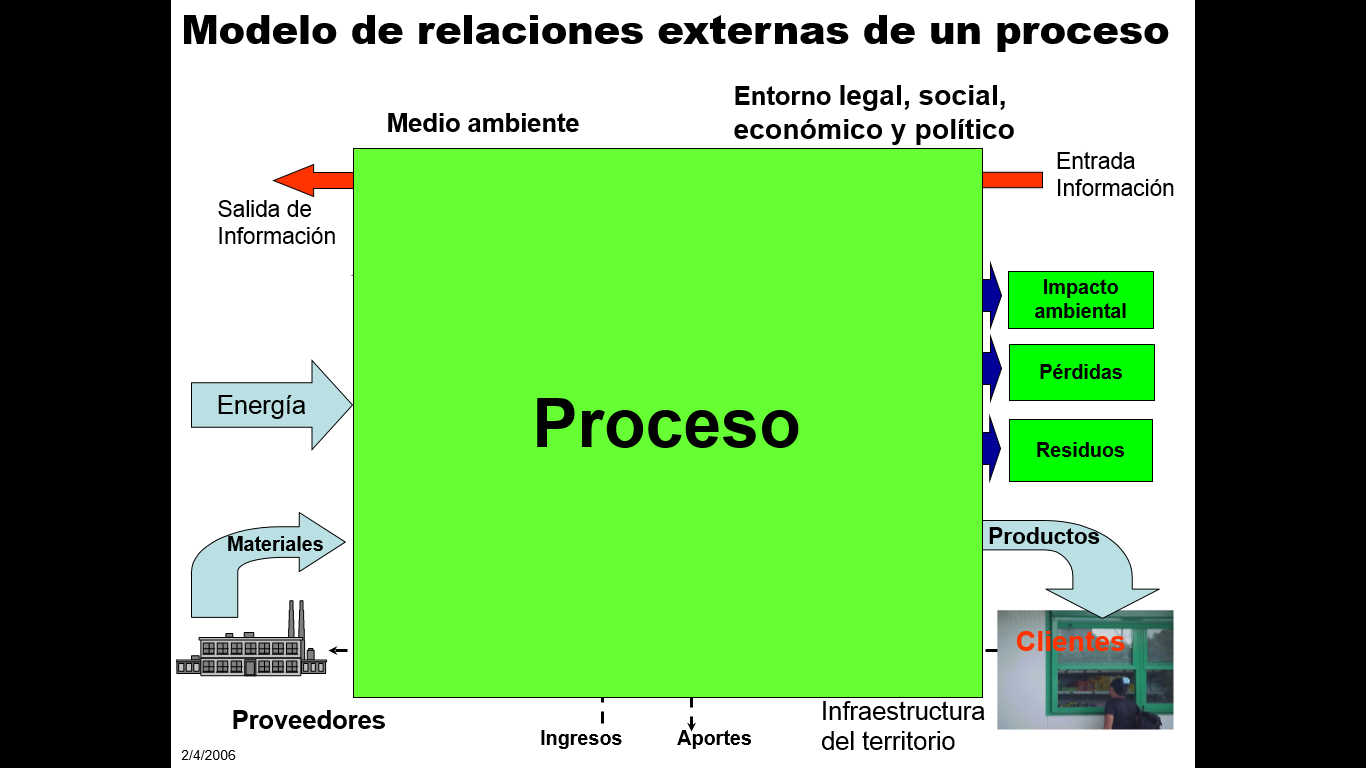 Modelo de relaciones externas de un proceso
Entorno legal, social,
económico y político
Medio ambiente
Entrada
Información
Salida de
Información
Impacto
ambiental
Pérdidas
Energía
Proceso
Residuos
Materiales
Productos
Clientes
Proveedores
Ingresos
Aportes
Infraestructura
del territorio
2/4/2006